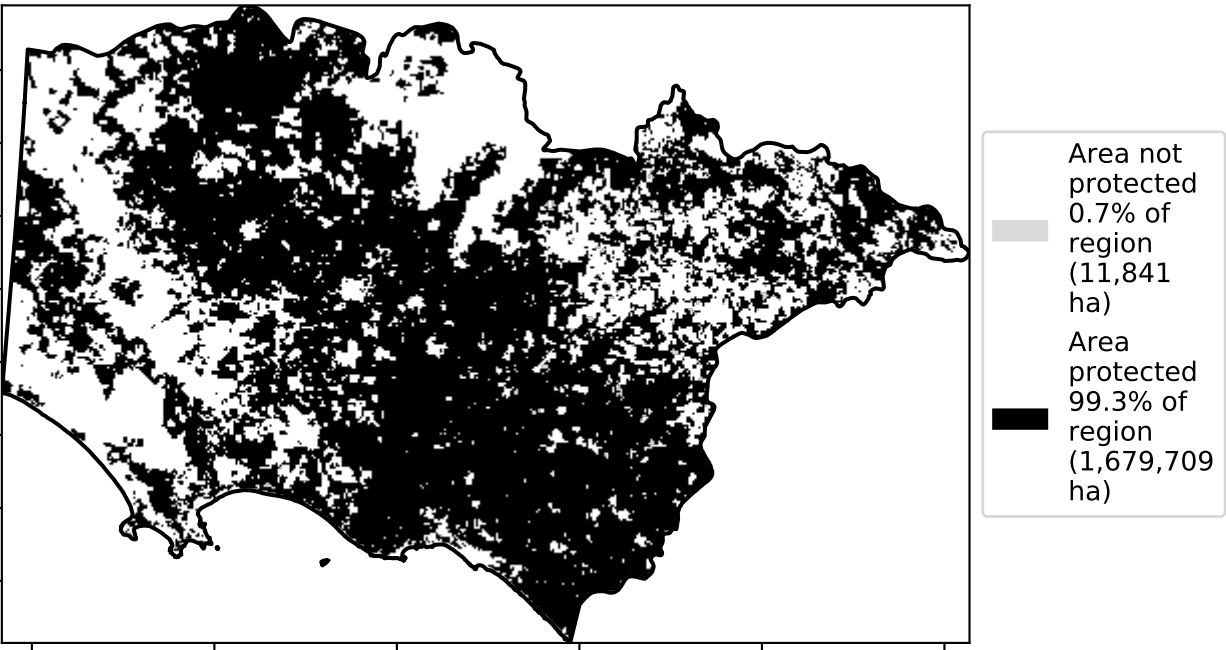 Area not
protected
0.7% of
region
(11,841
ha)
Area
protected
99.3% of
region
(1,679,709
ha)